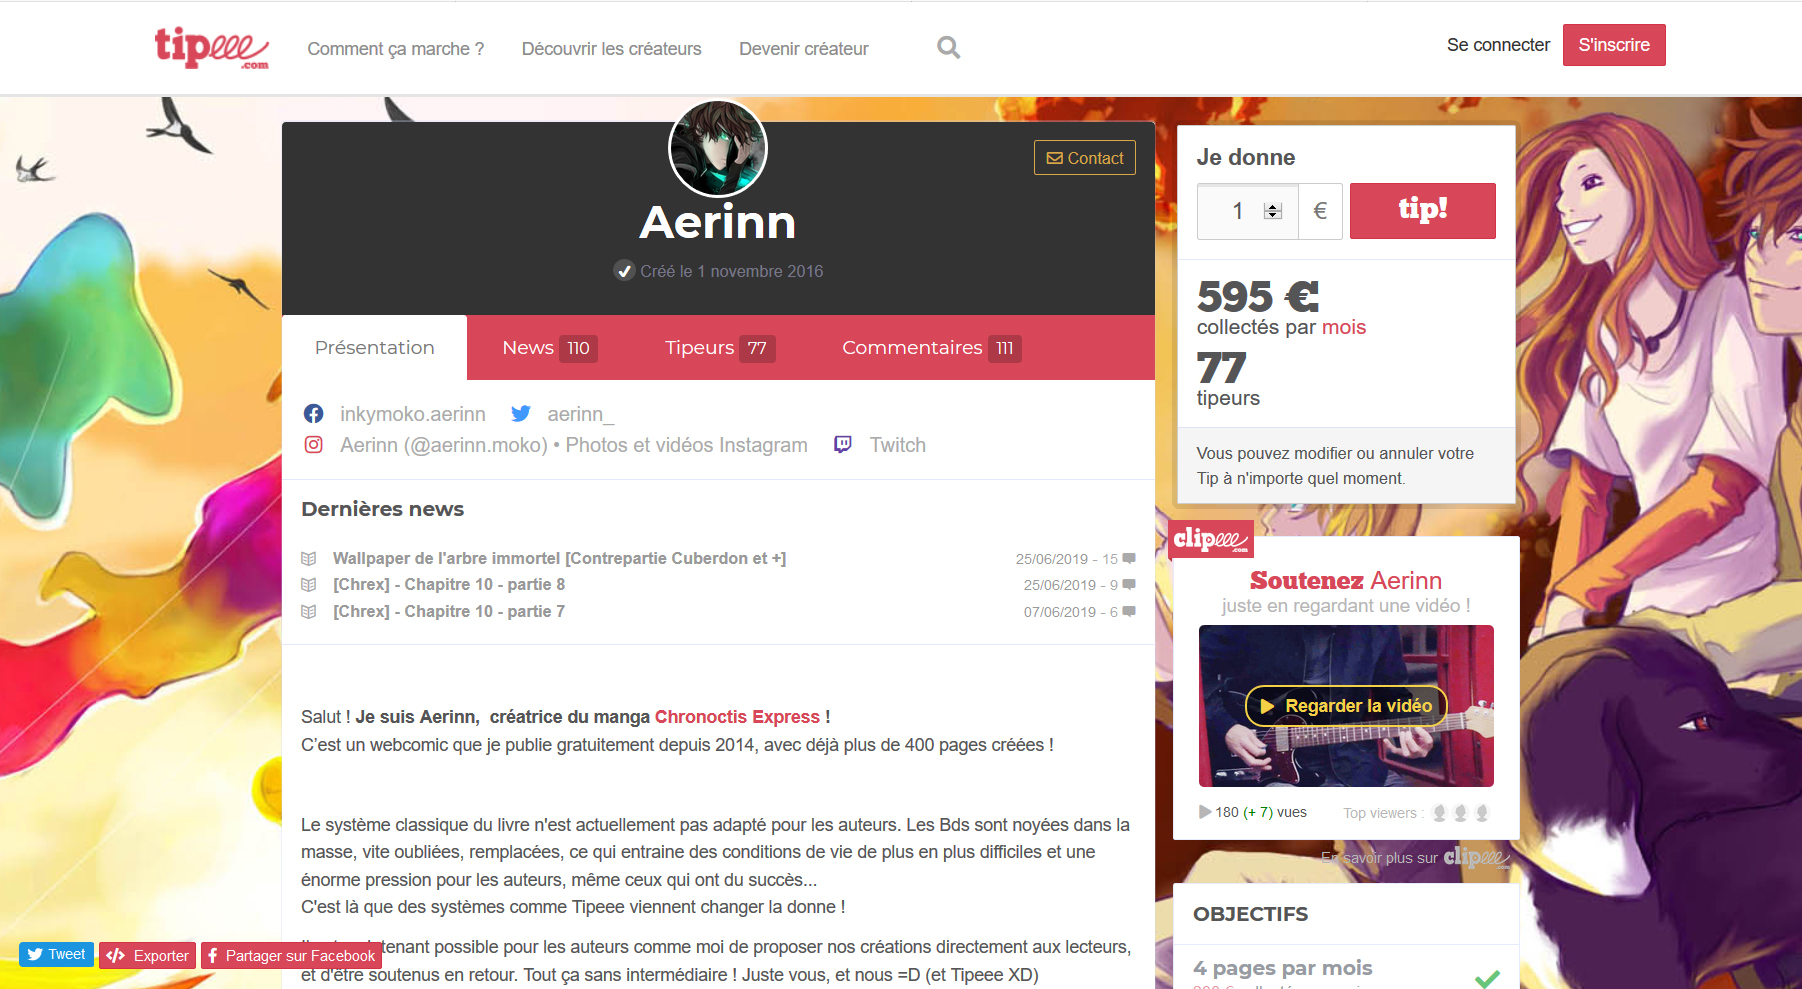 tipeee
.com
Comment ça marche ?
Découvrir les créateurs
Devenir créateur
Se connecter
S'inscrire
Contact
Aerinn
Créé le 1 novembre 2016
Présentation
News 110
Tipeurs 77
Commentaires 111
inkymoko.aerinn
aerinn_
Aerinn (@aerinn.moko) • Photos et vidéos Instagram
Twitch
Dernières news
Wallpaper de l'arbre immortel [Contrepartie Cuberdon et +]
25/06/2019 - 15
[Chrex] - Chapitre 10 - partie 8
25/06/2019 - 9
[Chrex] - Chapitre 10 - partie 7
07/06/2019 - 6
Salut ! Je suis Aerinn, créatrice du manga Chronoctis Express !
C'est un webcomic que je publie gratuitement depuis 2014, avec déjà plus de 400 pages créées !
Le système classique du livre n'est actuellement pas adapté pour les auteurs. Les Bds sont noyées dans la
masse, vite oubliées, remplacées, ce qui entraine des conditions de vie de plus en plus difficiles et une
énorme pression pour les auteurs, même ceux qui ont du succès...
C'est là que des systèmes comme Tipeee viennent changer la donne !
possible pour les auteurs comme moi de proposer nos créations directement aux lecteurs,
et d'être soutenus en retour. Tout ça sans intermédiaire ! Juste vous, et nous =D (et Tipeee XD)
Tweet
Exporter
Partager sur Facebook
Je donne
1
€
tip!
595 €
collectés par mois
77
tipeurs
Vous pouvez modifier ou annuler votre
Tip à n'importe quel moment.
clipeee
.com
Soutenez Aerinn
juste en regardant une vidéo !
Regarder la vidéo
180 (+ 7) vues
Top viewers :
En savoir plus sur clipeee
.com
OBJECTIFS
4 pages par mois